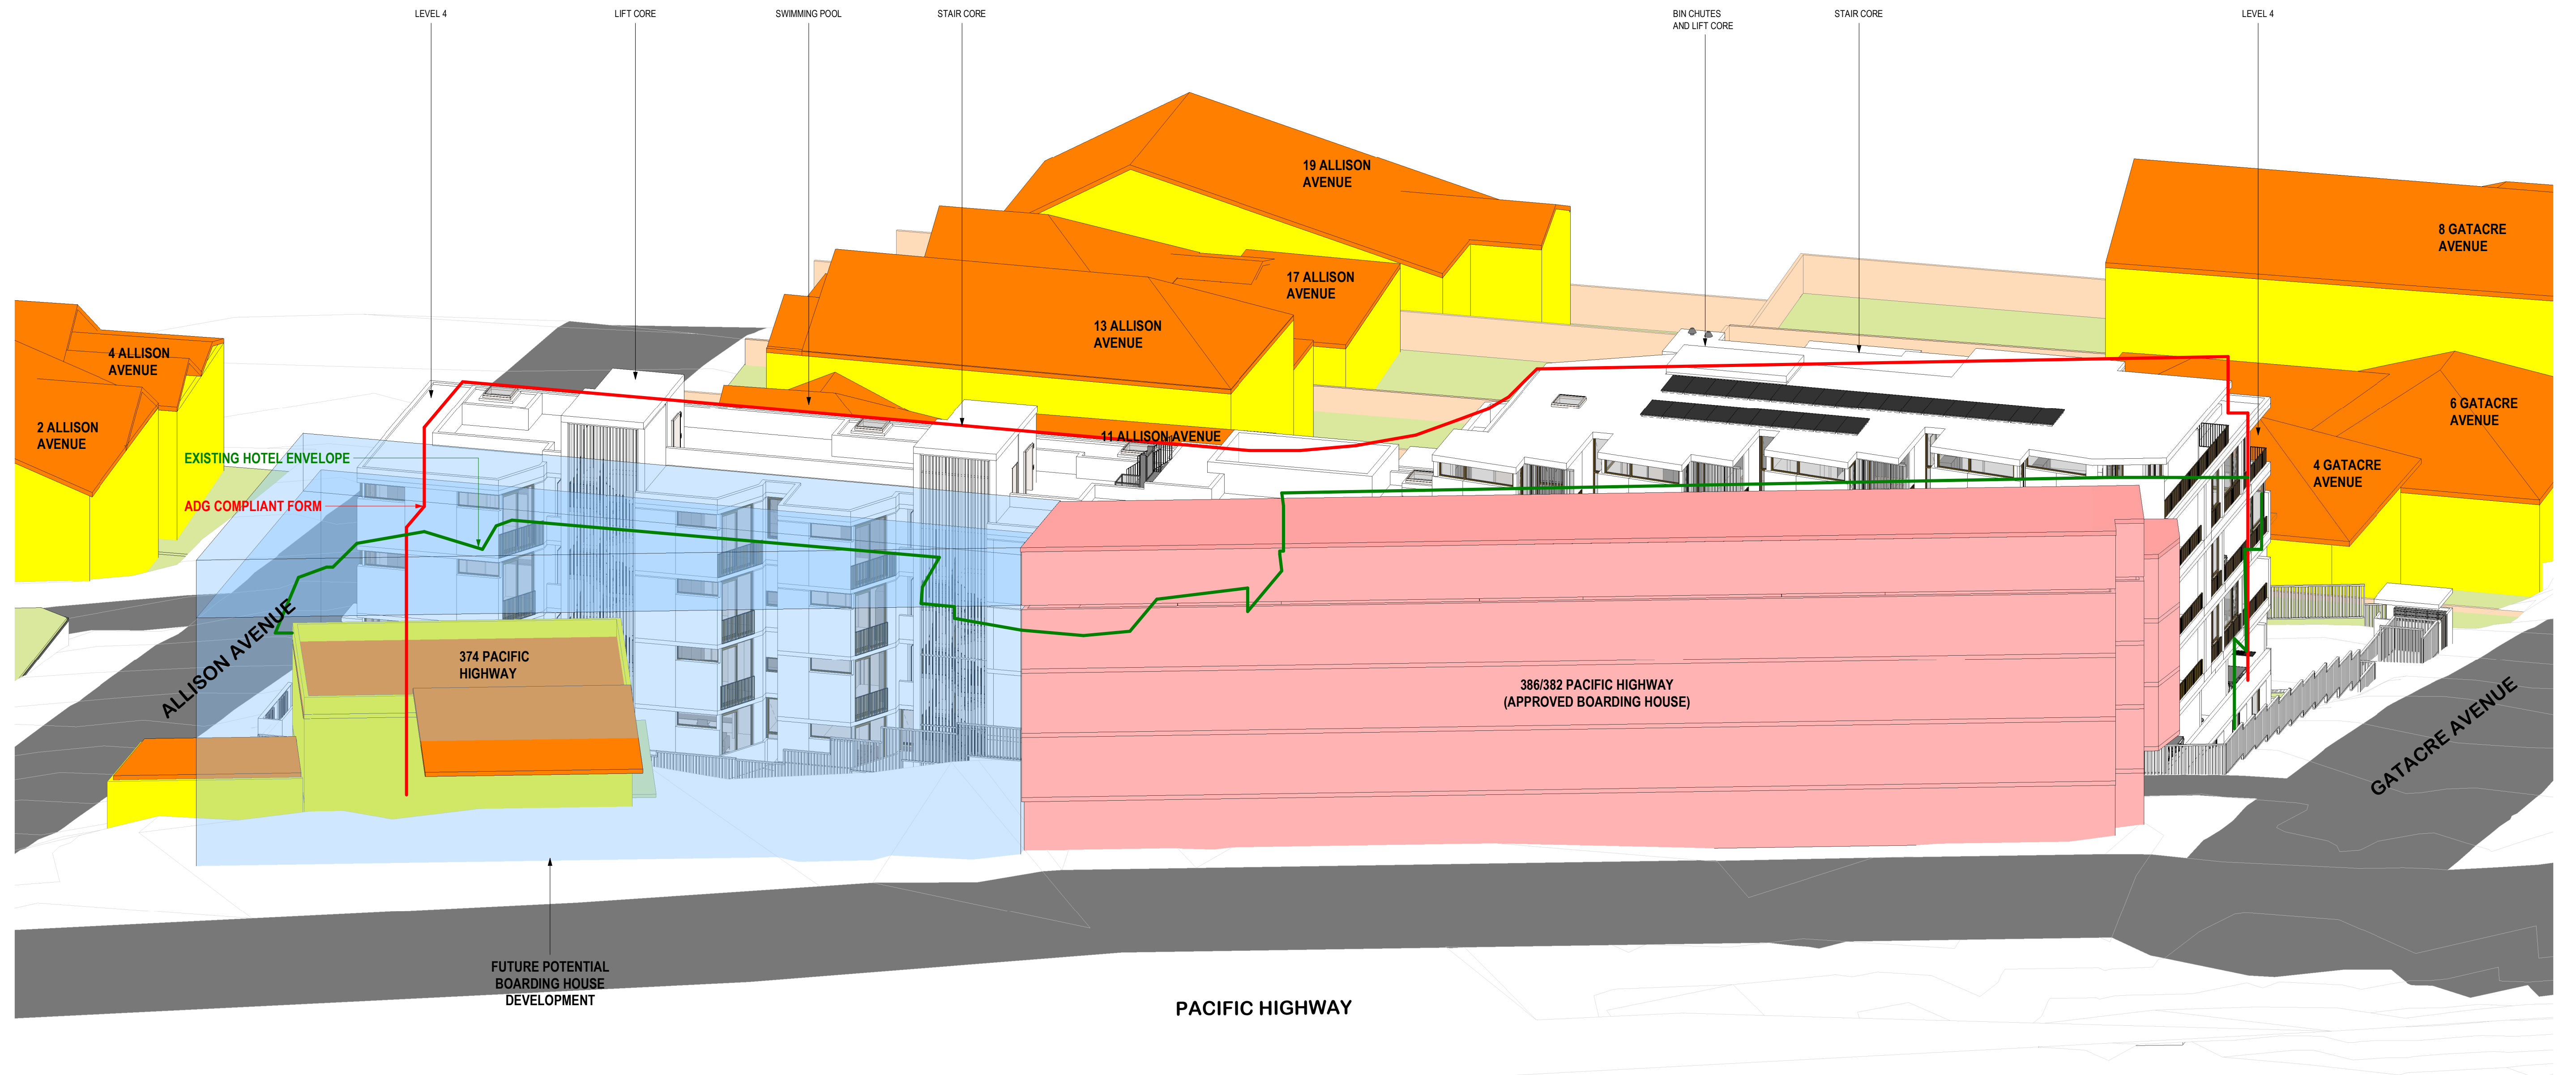 LEVEL 4
LIFT CORE
SWIMMING POOL
STAIR CORE
BIN CHUTES
AND LIFT CORE
STAIR CORE
LEVEL 4
19 ALLISON
AVENUE
8 GATACRE
AVENUE
17 ALLISON
AVENUE
13 ALLISON
AVENUE
4 ALLISON
AVENUE
2 ALLISON
AVENUE
11 ALLISON AVENUE
6 GATACRE
AVENUE
4 GATACRE
AVENUE
EXISTING HOTEL ENVELOPE
ADG COMPLIANT FORM
ALLISON AVENUE
374 PACIFIC
HIGHWAY
386/382 PACIFIC HIGHWAY
(APPROVED BOARDING HOUSE)
GATACRE AVENUE
FUTURE POTENTIAL
BOARDING HOUSE
DEVELOPMENT
PACIFIC HIGHWAY